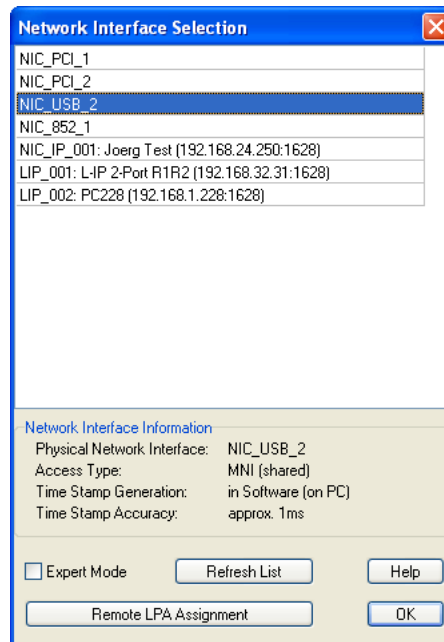 Network Interface Selection
NIC_PCI_1
NIC_PCI_2
NIC_USB_2
NIC_852_1
NIC_IP_001: Joerg Test (192.168.24.250:1628)
LIP_001: L-IP 2-Port R1R2 (192.168.32.31:1628)
LIP_002: PC228 (192.168.1.228:1628)
Network Interface Information
Physical Network Interface: NIC_USB_2
Access Type: MNI (shared)
Time Stamp Generation: in Software (on PC)
Time Stamp Accuracy: approx. 1ms
Expert Mode Refresh List Help
Remote LPA Assignment OK